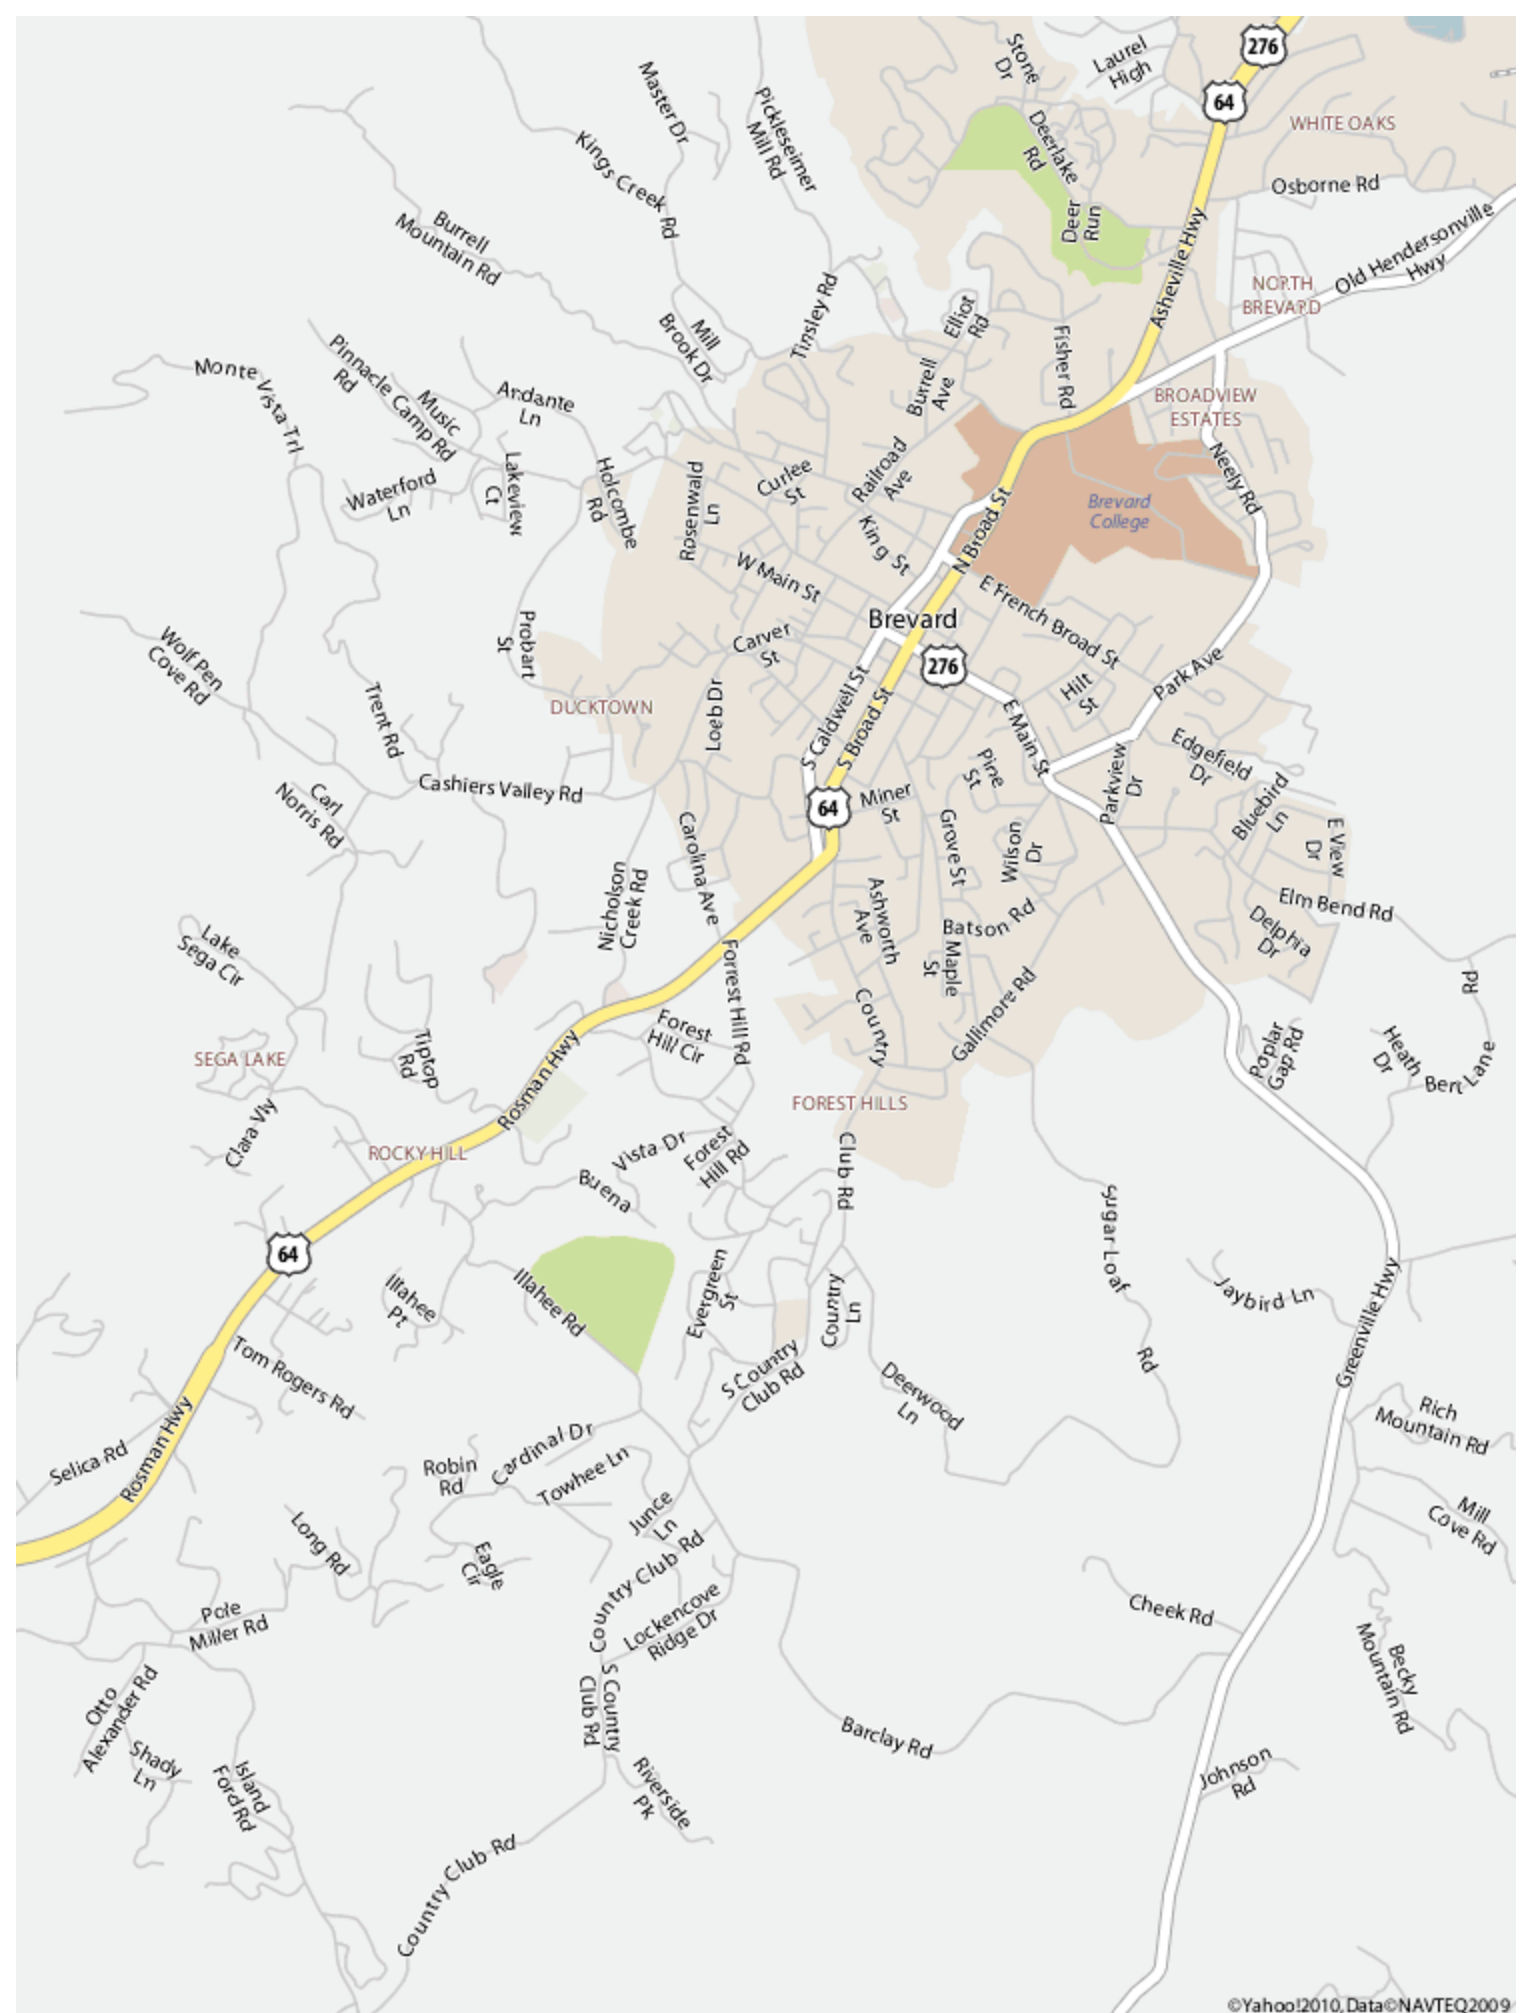 276
Stone
Dr
Laurel
High
64
WHITE OAKS
Master Dr
Pickleseimer
Mill Rd
Kings Creek Rd
Deerlake
Rd
Osborne Rd
Deer
Run
Burrell
Mountain Rd
Asheville Hwy
Old Hendersonville
Hwy
NORTH
BREVARD
Tinsley Rd
Elliot
Rd
Mill
Brook Dr
Fisher Rd
Pinnacle Camp Rd
Rd
Monte Vista Trl
Music
Andante
Ln
Burrell
Ave
BROADVIEW
ESTATES
Lakeview
Ct
Waterford
Ln
Holcombe
Rd
Rosenwald
Ln
Curlee
St
Railroad
Ave
King St
N Broad St
Brevard
College
Neely Rd
W Main St
E French Broad St
Brevard
276
Carver
St
Probart
St
Wolf Pen
Cove Rd
Trent Rd
DUCKTOWN
Loeb Dr
S Caldwell St
S Broad St
E Main St
Hilt
St
Park Ave
Pine
St
Parkview
Dr
Edgefield
Dr
Bluebird
Ln
Cashiers Valley Rd
Carl
Norris Rd
64
Miner
St
Grove St
Wilson
Dr
E View
Dr
Elm Bend Rd
Delphia
Dr
Carolina Ave
Nicholson
Creek Rd
Ashworth
Ave
Batson Rd
Maple
St
Lake
Sega Cir
Forrest Hill Rd
Country
Gallimore Rd
Rd
Forest
Hill Cir
Poplar
Gap Rd
Heath
Dr
Bert Lane
SEGA LAKE
Tiptop
Rd
Rosman Hwy
FOREST HILLS
Clara Vly
ROCKY HILL
Vista Dr
Buena
Forest
Hill Rd
Club Rd
Sugar Loaf
Rd
64
Illahee
Pt
Illahee Rd
Evergreen
St
Country
Ln
Jaybird Ln
Greenville Hwy
Tom Rogers Rd
S Country
Club Rd
Deerwood
Ln
Rich
Mountain Rd
Selica Rd
Rosman Hwy
Robin
Rd
Cardinal Dr
Towhee Ln
Junce
Ln
Mill
Cove Rd
Long Rd
Eagle
Cir
Country Club Rd
Lockencove
Ridge Dr
Pole
Miller Rd
Cheek Rd
Becky
Mountain Rd
Otto
Alexander Rd
S Country
Club Rd
Barclay Rd
Shady
Ln
Island
Ford Rd
Riverside
Pk
Johnson
Rd
Country Club Rd
©Yahoo!2010, Data©NAVTEQ2009